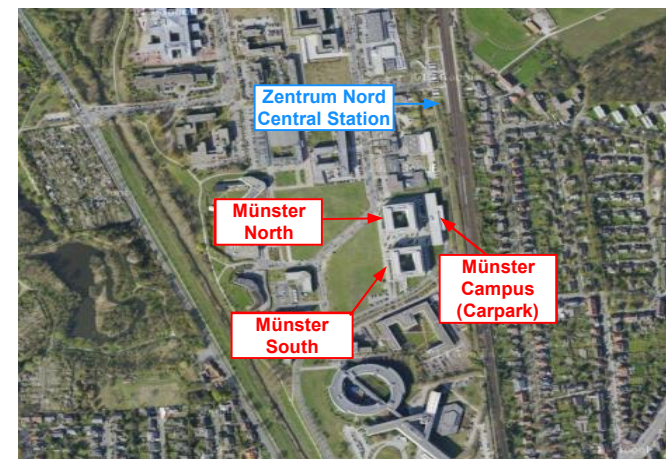 Zentrum Nord
Central Station
Münster
North
Münster
Campus
(Carpark)
Münster
South